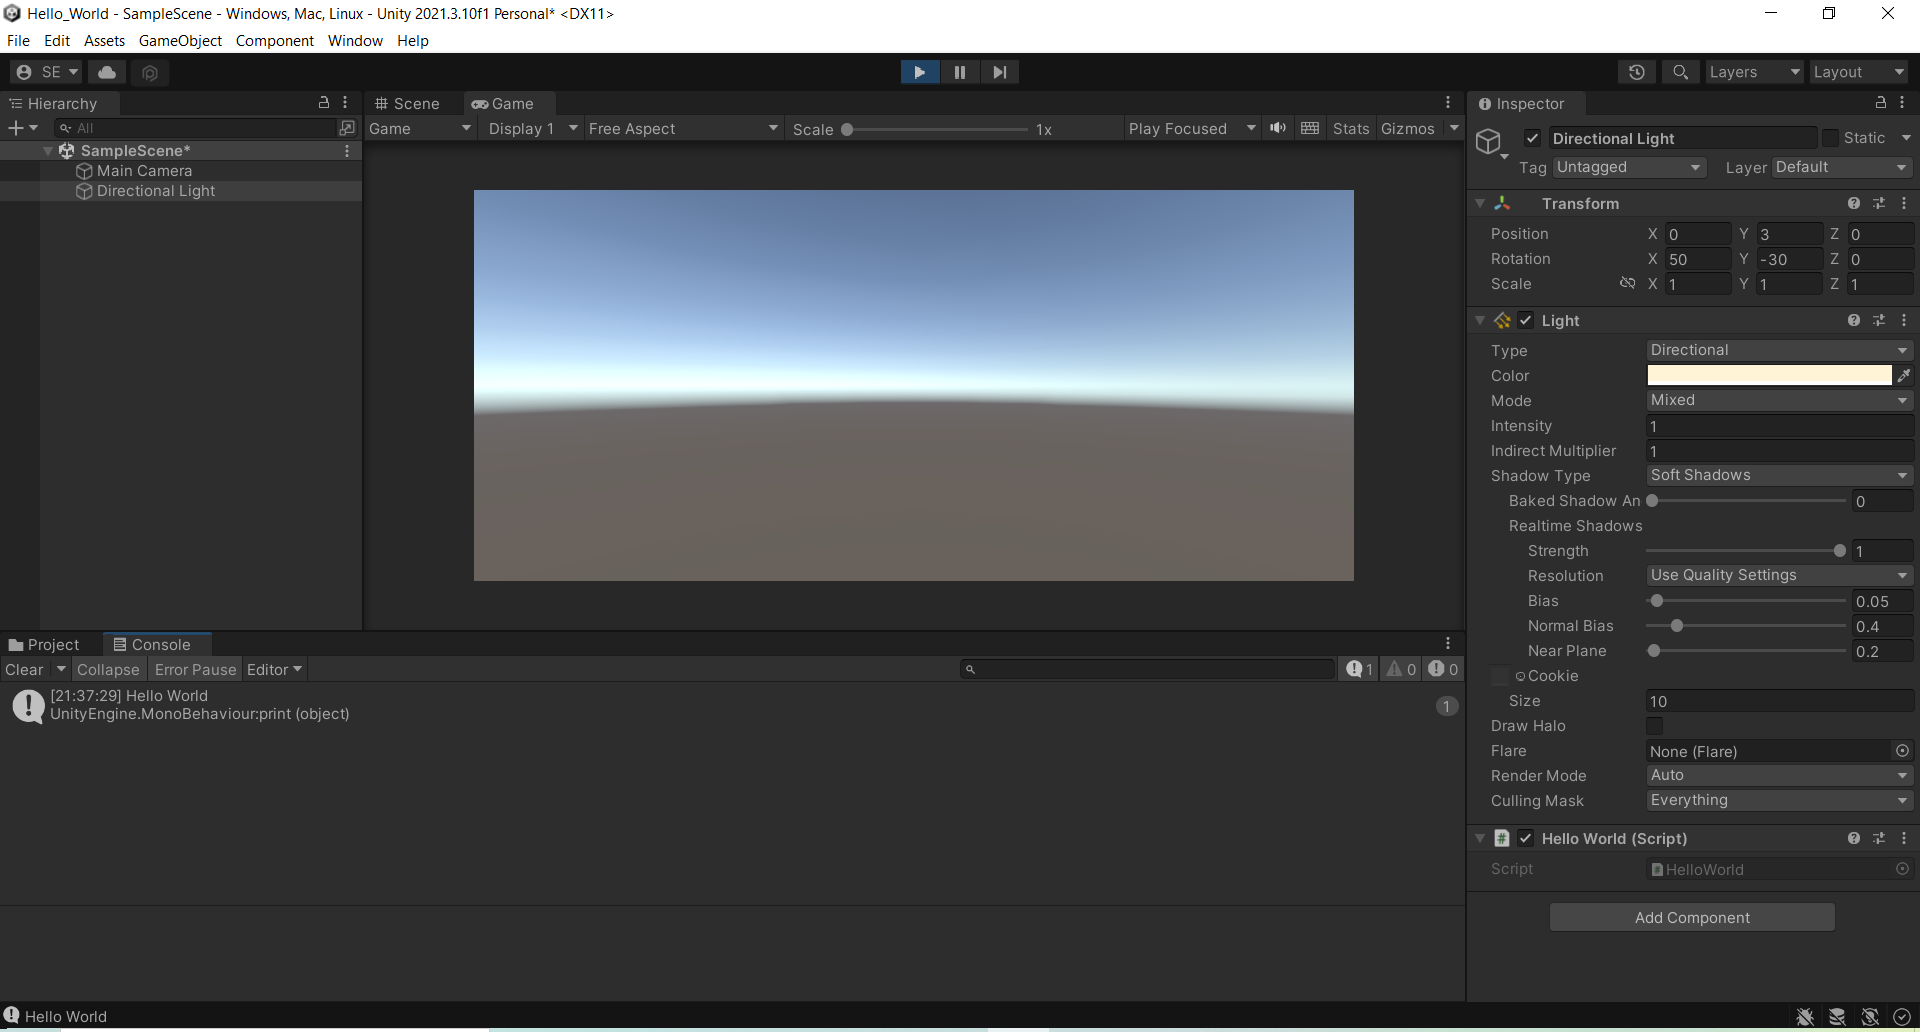 Hello_World - SampleScene - Windows, Mac, Linux - Unity 2021.3.10f1 Personal* <DX11>
File Edit Assets GameObject Component Window Help
SE Layers Layout
Hierarchy
All
SampleScene*
Main Camera
Directional Light
Scene Game
Game Display 1 Free Aspect Scale 1x Play Focused Stats Gizmos
Project Console
Clear Collapse Error Pause Editor 1 0 0
[21:37:29] Hello World
UnityEngine.MonoBehaviour:print (object)
1
Inspector
Directional Light Static
Tag Untagged Layer Default
Transform
Position X 0 Y 3 Z 0
Rotation X 50 Y -30 Z 0
Scale X 1 Y 1 Z 1
Light
Type Directional
Color
Mode Mixed
Intensity 1
Indirect Multiplier 1
Shadow Type Soft Shadows
Baked Shadow An 0
Realtime Shadows
Strength 1
Resolution Use Quality Settings
Bias 0.05
Normal Bias 0.4
Near Plane 0.2
Cookie
Size 10
Draw Halo
Flare None (Flare)
Render Mode Auto
Culling Mask Everything
# Hello World (Script)
Script HelloWorld
Add Component
Hello World